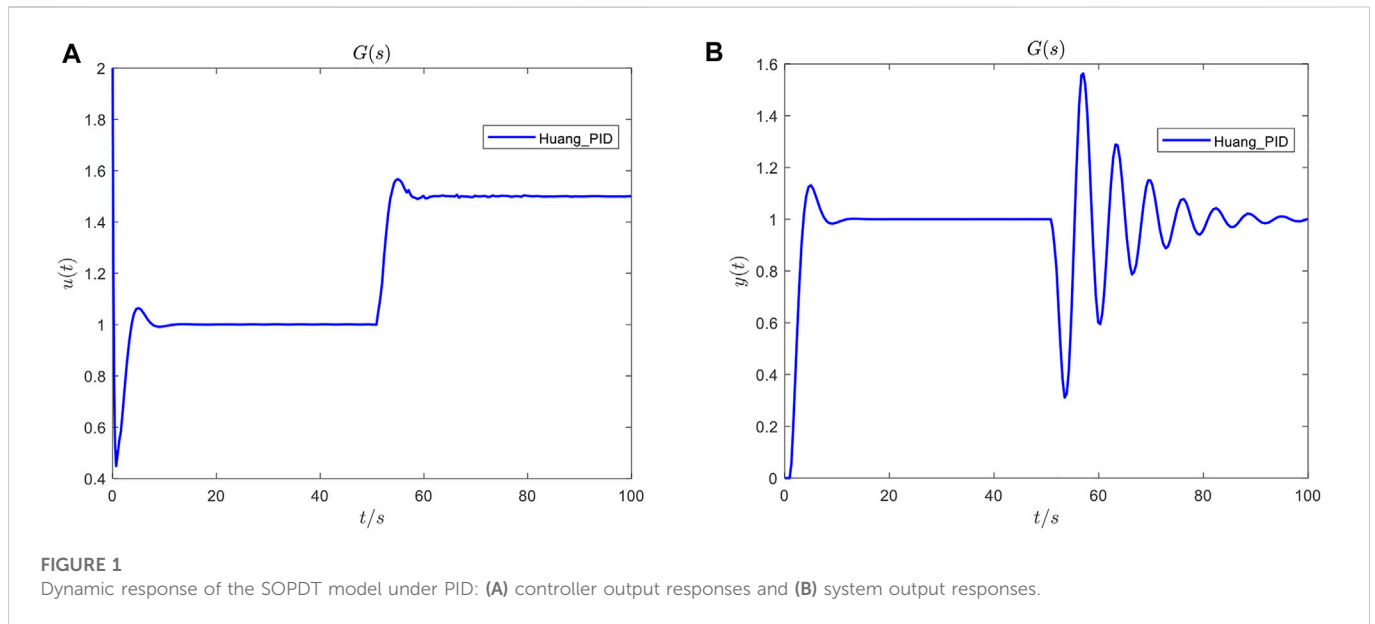 A
G(s)
2
1.8
1.6
1.4
1.2
1
0.8
0.6
0.4
u(t)
Huang_PID
0 20 40 60 80 100
t/s
B
G(s)
1.6
1.4
1.2
1
0.8
0.6
0.4
0.2
0
y(t)
Huang_PID
0 20 40 60 80 100
t/s
FIGURE 1
Dynamic response of the SOPDT model under PID: (A) controller output responses and (B) system output responses.